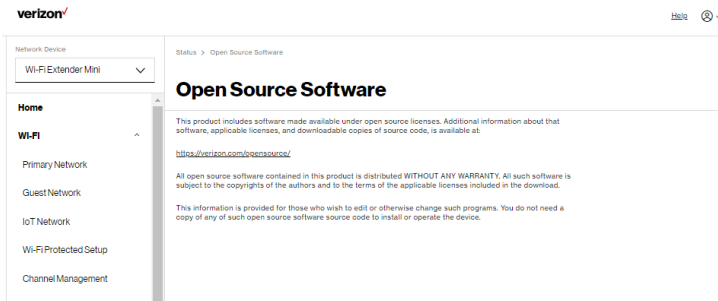 verizon✓
Help
Network Device
Wi-Fi Extender Mini
Home
Wi-Fi
Primary Network
Guest Network
IoT Network
Wi-Fi Protected Setup
Channel Management
Status > Open Source Software
Open Source Software
This product includes software made available under open source licenses. Additional information about that
software, applicable licenses, and downloadable copies of source code, is available at:
https://verizon.com/opensource/
All open source software contained in this product is distributed WITHOUT ANY WARRANTY. All such software is
subject to the copyrights of the authors and to the terms of the applicable licenses included in the download.
This information is provided for those who wish to edit or otherwise change such programs. You do not need a
copy of any of such open source software source code to install or operate the device.